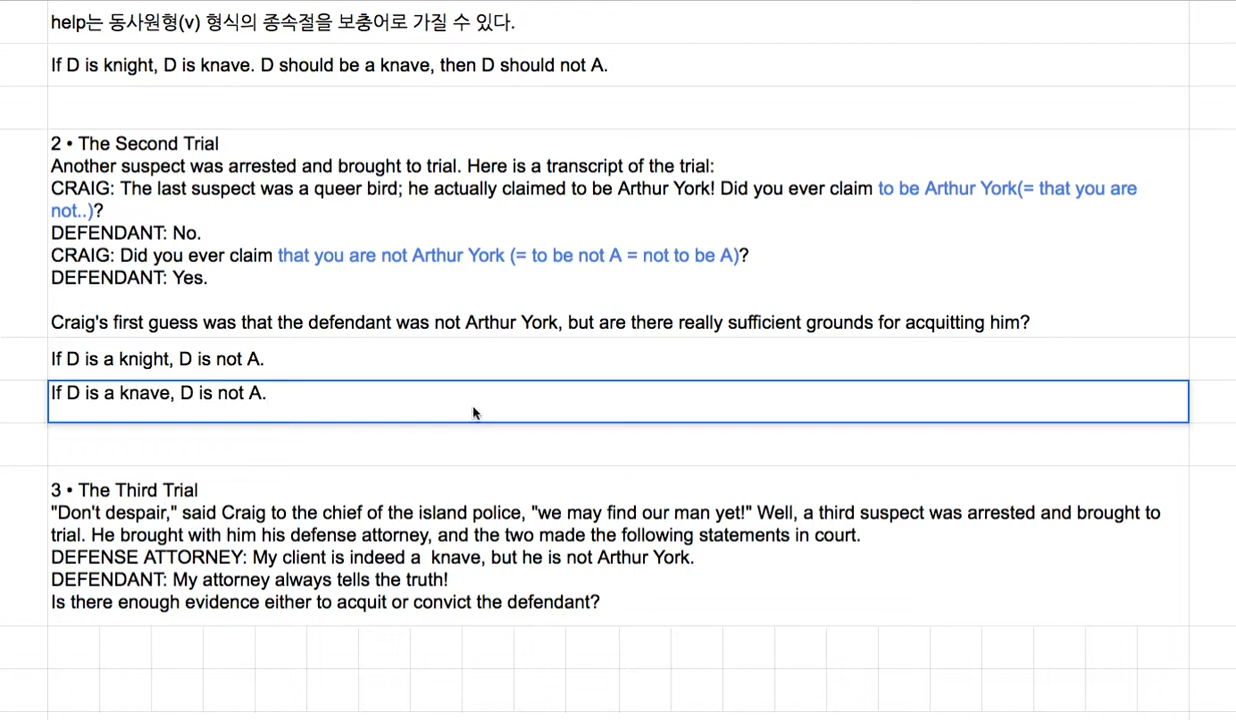 help는 동사원형(v) 형식의 종속절을 보충어로 가질 수 있다.
If D is knight, D is knave. D should be a knave, then D should not A.
2 • The Second Trial
Another suspect was arrested and brought to trial. Here is a transcript of the trial:
CRAIG: The last suspect was a queer bird; he actually claimed to be Arthur York! Did you ever claim to be Arthur York(= that you are
not..)?
DEFENDANT: No.
CRAIG: Did you ever claim that you are not Arthur York (= to be not A = not to be A)?
DEFENDANT: Yes.
Craig's first guess was that the defendant was not Arthur York, but are there really sufficient grounds for acquitting him?
If D is a knight, D is not A.
If D is a knave, D is not A.
3 • The Third Trial
"Don't despair," said Craig to the chief of the island police, "we may find our man yet!" Well, a third suspect was arrested and brought to
trial. He brought with him his defense attorney, and the two made the following statements in court.
DEFENSE ATTORNEY: My client is indeed a  knave, but he is not Arthur York.
DEFENDANT: My attorney always tells the truth!
Is there enough evidence either to acquit or convict the defendant?